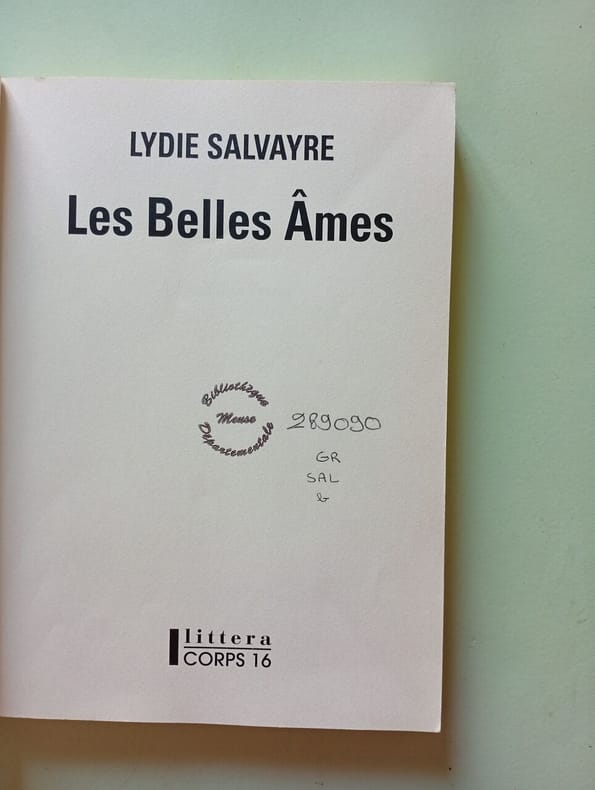 LYDIE SALVAYRE
Les Belles Âmes
Bibliothèque
Meuse
Départementale
289090
GR
SAL
b
littera
CORPS 16